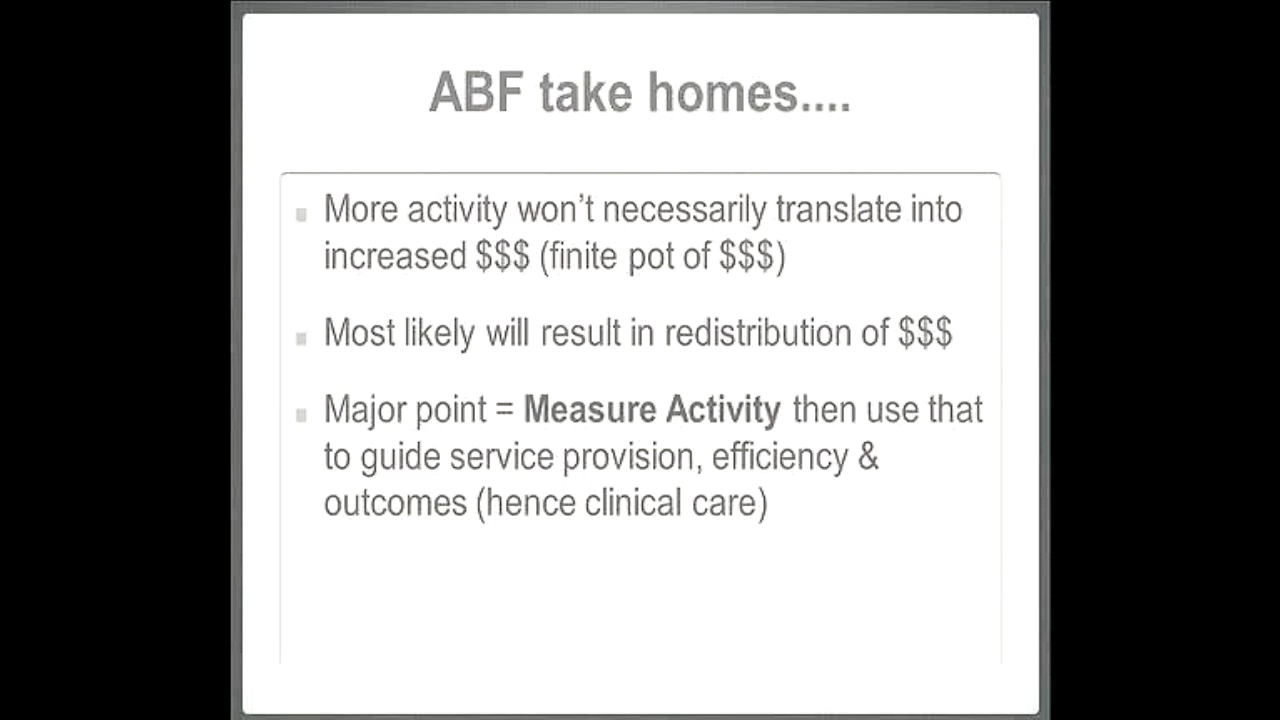 ABF take homes....
More activity won’t necessarily translate into
increased $$$ (finite pot of $$$)
Most likely will result in redistribution of $$$
Major point = Measure Activity then use that
to guide service provision, efficiency &
outcomes (hence clinical care)